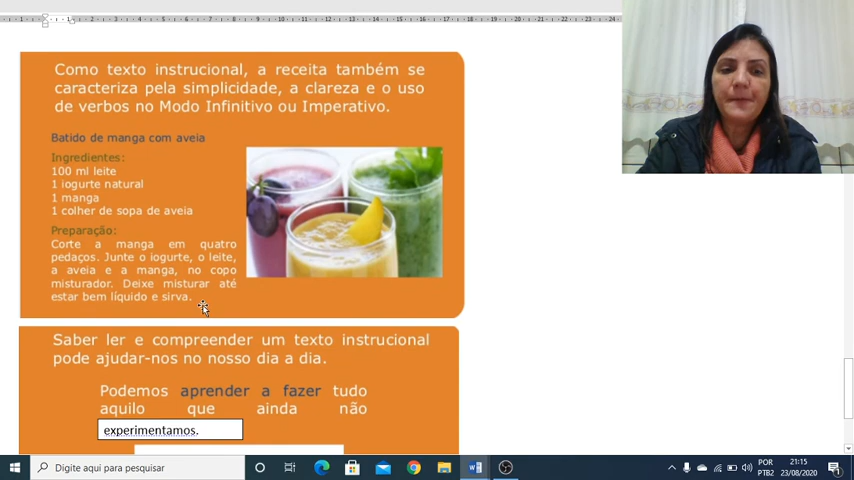 Como texto instrucional, a receita também se
caracteriza pela simplicidade, a clareza e o uso
de verbos no Modo Infinitivo ou Imperativo.
Batido de manga com aveia
Ingredientes:
100 ml leite
1 iogurte natural
1 manga
1 colher de sopa de aveia
Preparação:
Corte a manga em quatro
pedaços. Junte o iogurte, o leite,
a aveia e a manga, no copo
misturador. Deixe misturar até
estar bem líquido e sirva.
Saber ler e compreender um texto instrucional
pode ajudar-nos no nosso dia a dia.
Podemos aprender a fazer tudo
aquilo que ainda não
experimentamos.
Digite aqui para pesquisar
POR
PTB2
21:15
23/08/2020